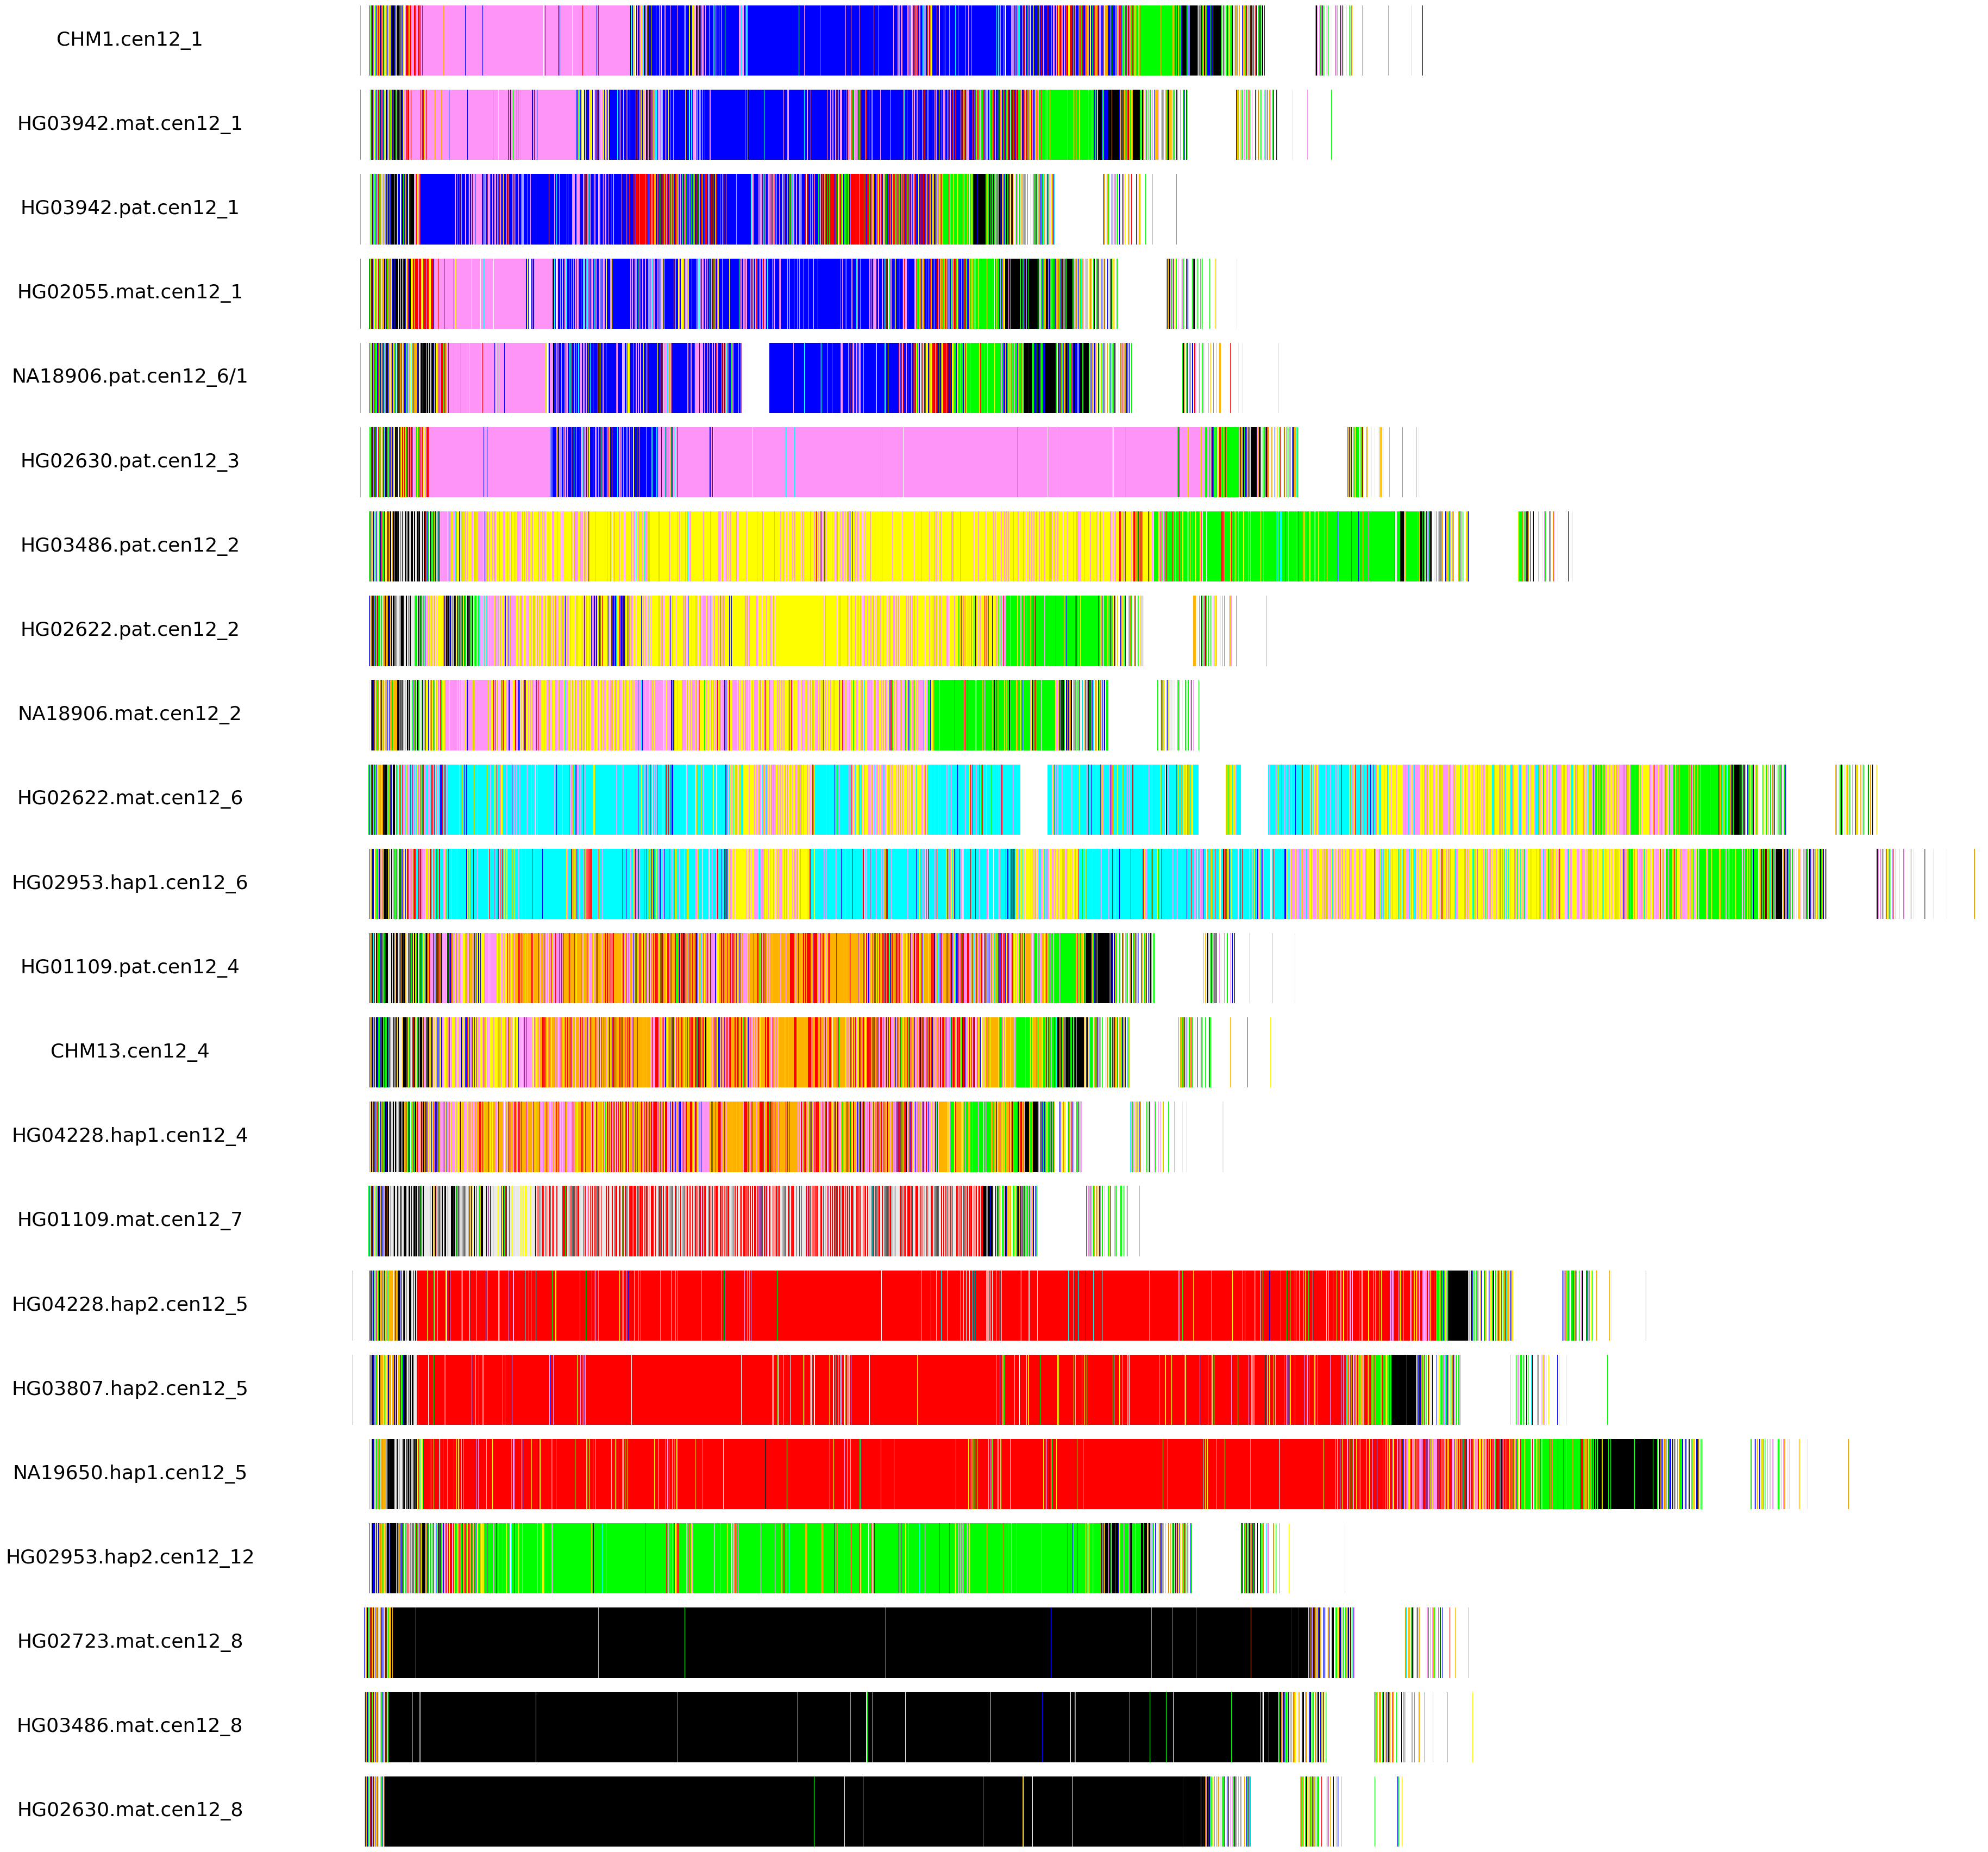 CHM1.cen12_1
HG03942.mat.cen12_1
HG03942.pat.cen12_1
HG02055.mat.cen12_1
NA18906.pat.cen12_6/1
HG02630.pat.cen12_3
HG03486.pat.cen12_2
HG02622.pat.cen12_2
NA18906.mat.cen12_2
HG02622.mat.cen12_6
HG02953.hap1.cen12_6
HG01109.pat.cen12_4
CHM13.cen12_4
HG04228.hap1.cen12_4
HG01109.mat.cen12_7
HG04228.hap2.cen12_5
HG03807.hap2.cen12_5
NA19650.hap1.cen12_5
HG02953.hap2.cen12_12
HG02723.mat.cen12_8
HG03486.mat.cen12_8
HG02630.mat.cen12_8